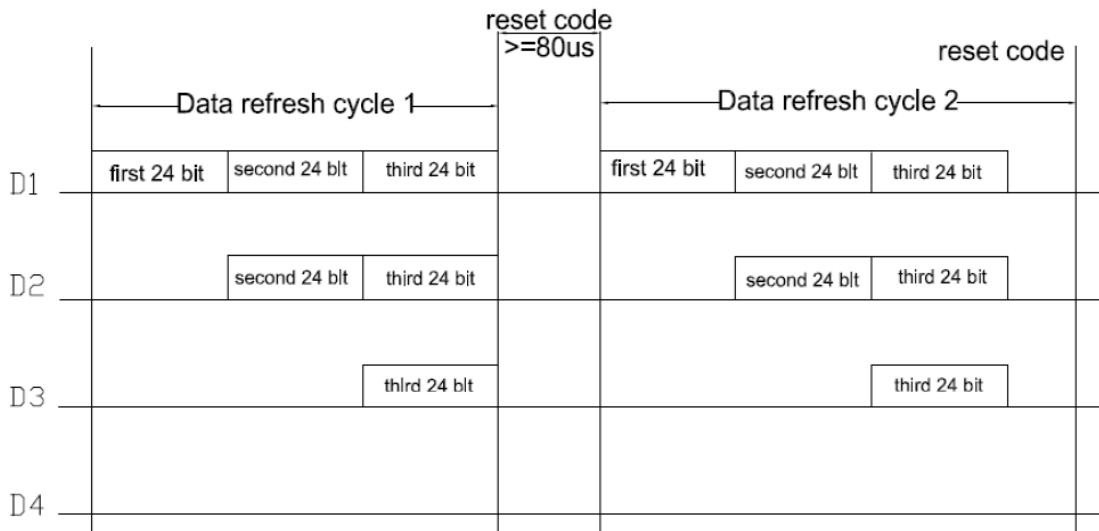 reset code
>=80us
reset code
Data refresh cycle 1
Data refresh cycle 2
D1 first 24 bit second 24 blt third 24 bit first 24 bit second 24 blt third 24 bit
D2 second 24 blt third 24 bit second 24 blt third 24 bit
D3 thlrd 24 blt third 24 bit
D4